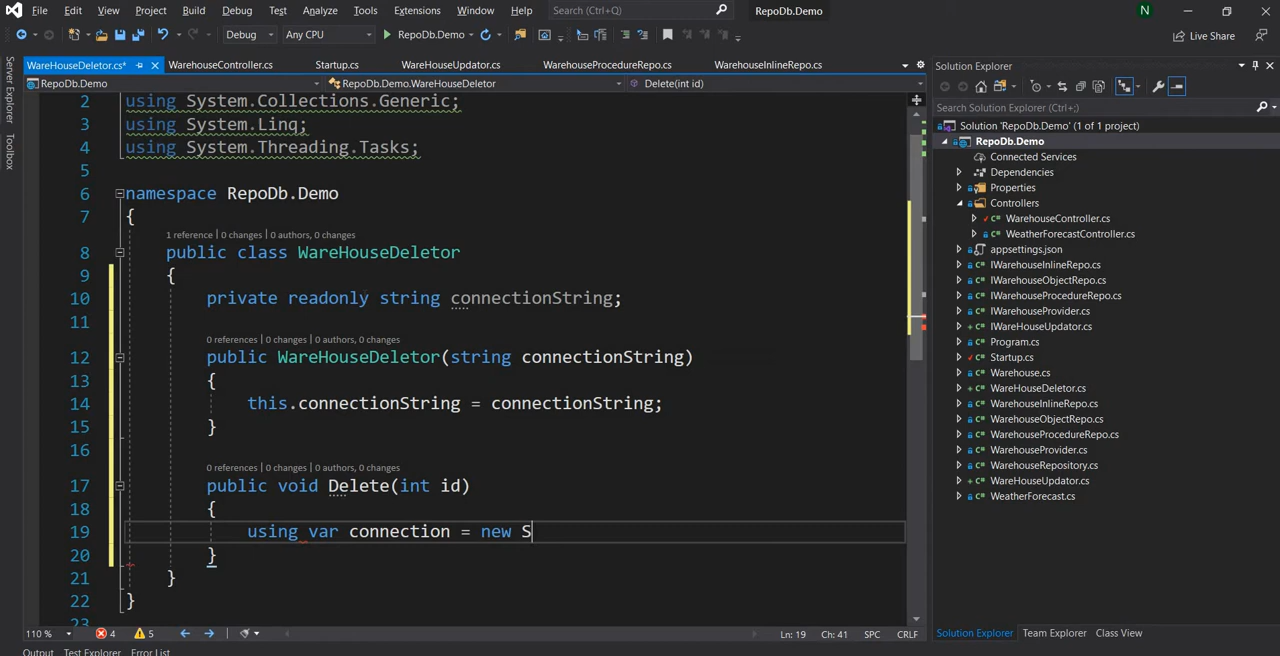 File Edit View Project Build Debug Test Analyze Tools Extensions Window Help Search (Ctrl+;) RepoDb.Demo N
Debug Any CPU RepoDb.Demo Live Share
WareHouseDeletor.cs* WarehouseController.cs Startup.cs WareHouseUpdator.cs WarehouseProcedureRepo.cs WarehouseInlineRepo.cs
RepoDb.Demo RepoDb.Demo.WareHouseDeletor Delete(int id)
Server Explorer
Toolbox
2 using System.Collections.Generic;
3 using System.Linq;
4 using System.Threading.Tasks;
5
6 namespace RepoDb.Demo
7 {
1 reference | 0 changes | 0 authors, 0 changes
8 public class WareHouseDeletor
9 {
10 private readonly string connectionString;
11
0 references | 0 changes | 0 authors, 0 changes
12 public WareHouseDeletor(string connectionString)
13 {
14 this.connectionString = connectionString;
15 }
16
0 references | 0 changes | 0 authors, 0 changes
17 public void Delete(int id)
18 {
19 using var connection = new S
20 }
21 }
22 }
23
110 % 4 5 Ln: 19 Ch: 41 SPC CRLF
Output Test Explorer Error List
Solution Explorer
Search Solution Explorer (Ctrl+;)
Solution 'RepoDb.Demo' (1 of 1 project)
RepoDb.Demo
Connected Services
Dependencies
Properties
Controllers
WarehouseController.cs
WeatherForecastController.cs
appsettings.json
IWarehouseInlineRepo.cs
IWarehouseObjectRepo.cs
IWarehouseProcedureRepo.cs
IWarehouseProvider.cs
IWareHouseUpdator.cs
Program.cs
Startup.cs
Warehouse.cs
WareHouseDeletor.cs
WarehouseInlineRepo.cs
WarehouseObjectRepo.cs
WarehouseProcedureRepo.cs
WarehouseProvider.cs
WarehouseRepository.cs
WareHouseUpdator.cs
WeatherForecast.cs
Solution Explorer Team Explorer Class View